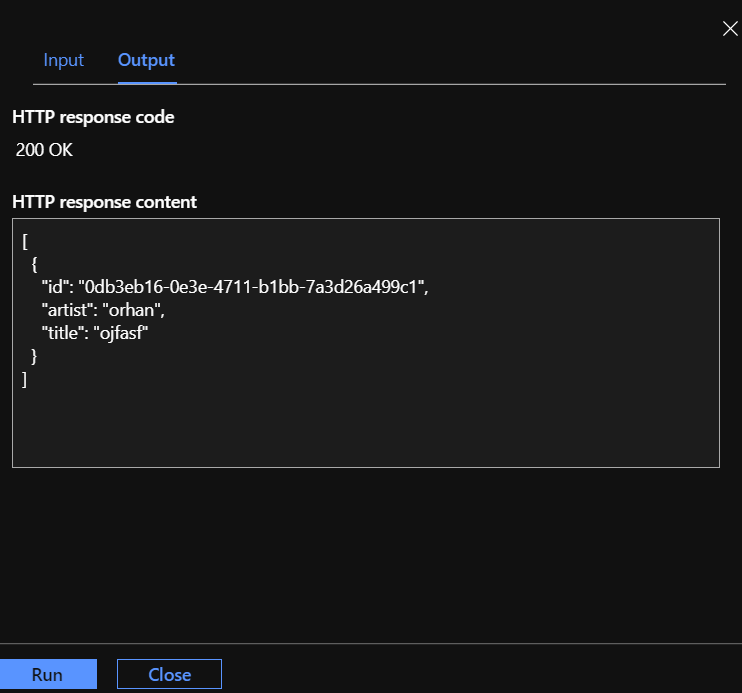 Input Output
HTTP response code
200 OK
HTTP response content
[
{
"id": "0db3eb16-0e3e-4711-b1bb-7a3d26a499c1",
"artist": "orhan",
"title": "ojfasf"
}
]
Run Close